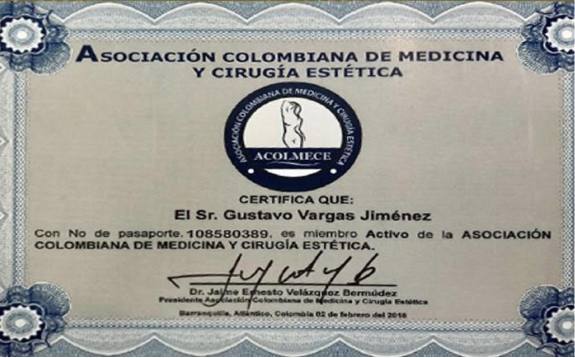 ASOCIACIÓN COLOMBIANA DE MEDICINA
Y CIRUGÍA ESTÉTICA
ASOCIACIÓN COLOMBIANA DE MEDICINA Y CIRUGÍA ESTÉTICA
ACOLMECE
CERTIFICA QUE:
El Sr. Gustavo Vargas Jiménez
Con No de pasaporte. 108580389, es miembro Activo de la ASOCIACIÓN
COLOMBIANA DE MEDICINA Y CIRUGÍA ESTÉTICA.
Dr. Jaime Ernesto Velázquez Bermúdez
Presidente Asociación Colombiana de Medicina y Cirugía Estética
Barranquilla, Atlántico, Colombia 02 de febrero del